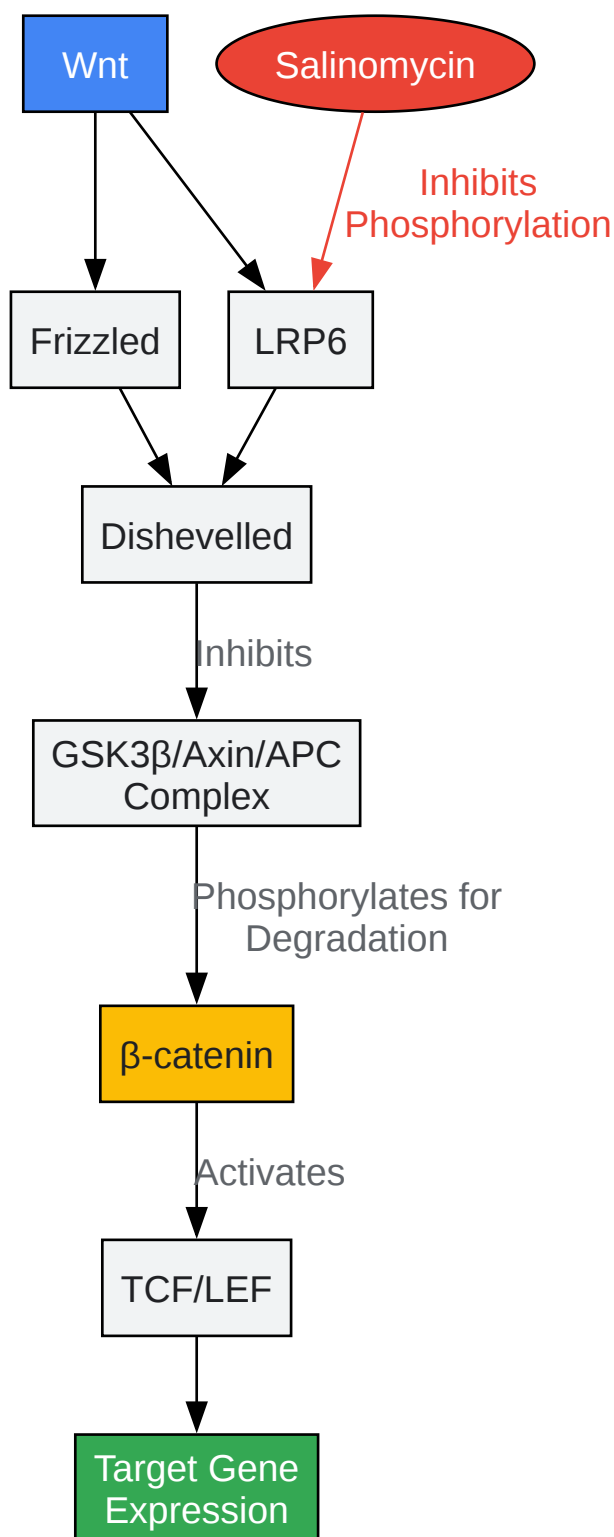 Wnt
Salinomycin
Inhibits
Phosphorylation
Frizzled
LRP6
Dishevelled
Inhibits
GSK3β/Axin/APC
Complex
Phosphorylates for
Degradation
β-catenin
Activates
TCF/LEF
Target Gene
Expression